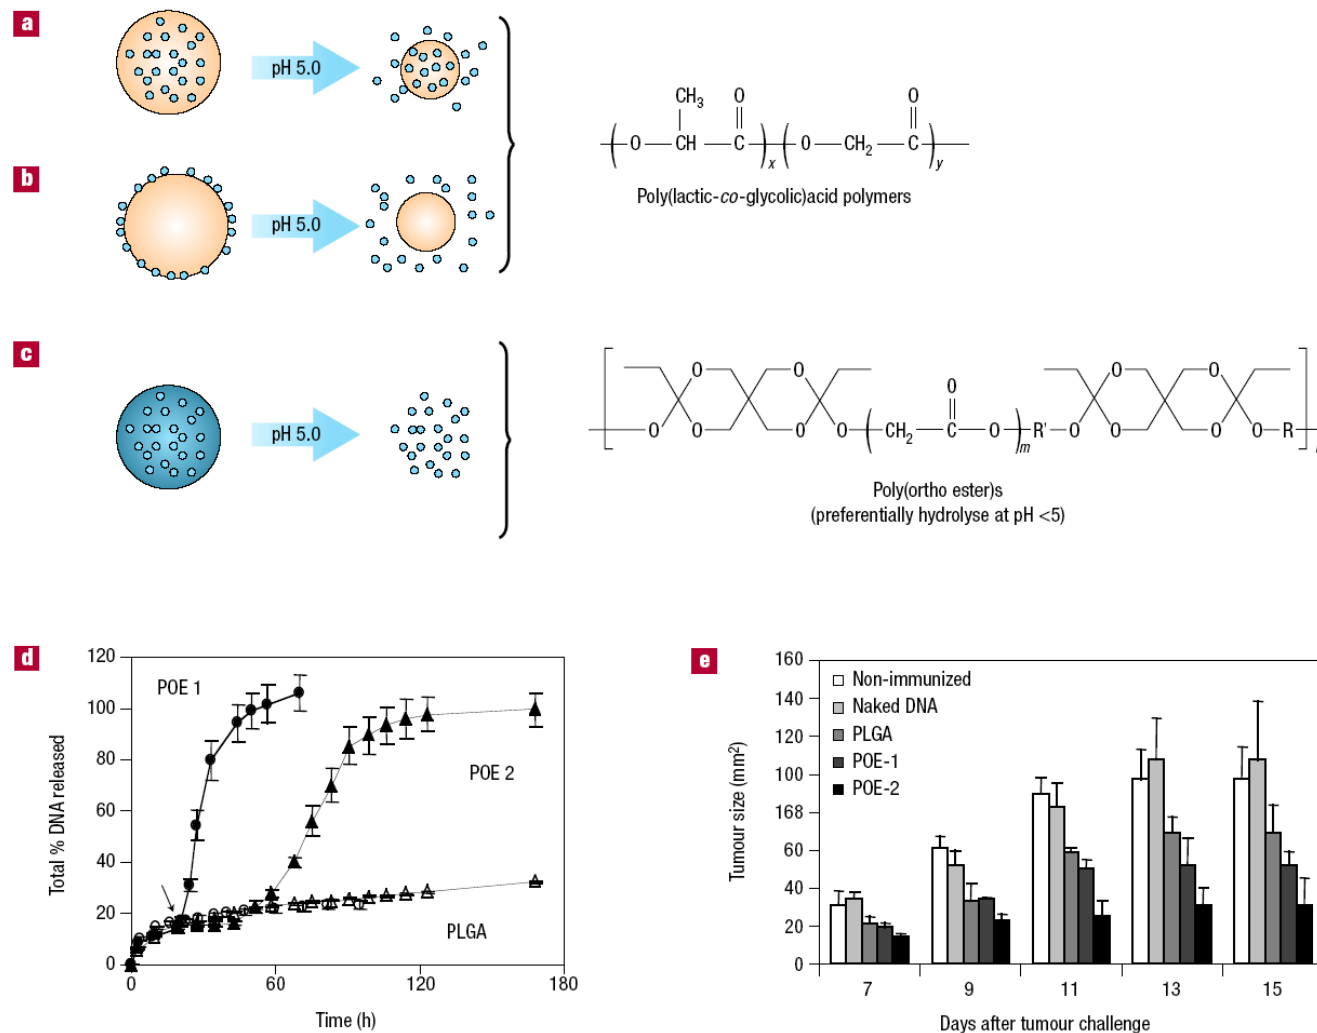 a
pH 5.0
b
pH 5.0
CH3 O O
( O CH C )x ( O CH2 C )y
Poly(lactic-co-glycolic)acid polymers
c
pH 5.0
O O O O O
O O O O O ( CH2 C O )m R' O O O O O R
Poly(ortho ester)s
(preferentially hydrolyse at pH <5)
d
Total % DNA released
120
100
80
60
40
20
0
POE 1
POE 2
PLGA
0 60 120 180
Time (h)
e
Tumour size (mm2)
160
140
120
100
168
60
40
20
0
Non-immunized
Naked DNA
PLGA
POE-1
POE-2
7 9 11 13 15
Days after tumour challenge